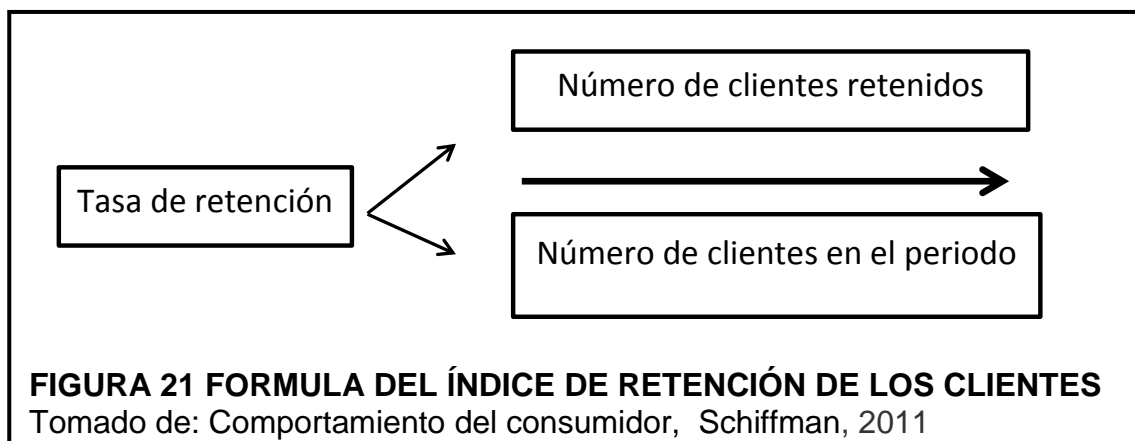 Número de clientes retenidos
Tasa de retención
Número de clientes en el periodo
FIGURA 21 FORMULA DEL ÍNDICE DE RETENCIÓN DE LOS CLIENTES
Tomado de: Comportamiento del consumidor, Schiffman, 2011